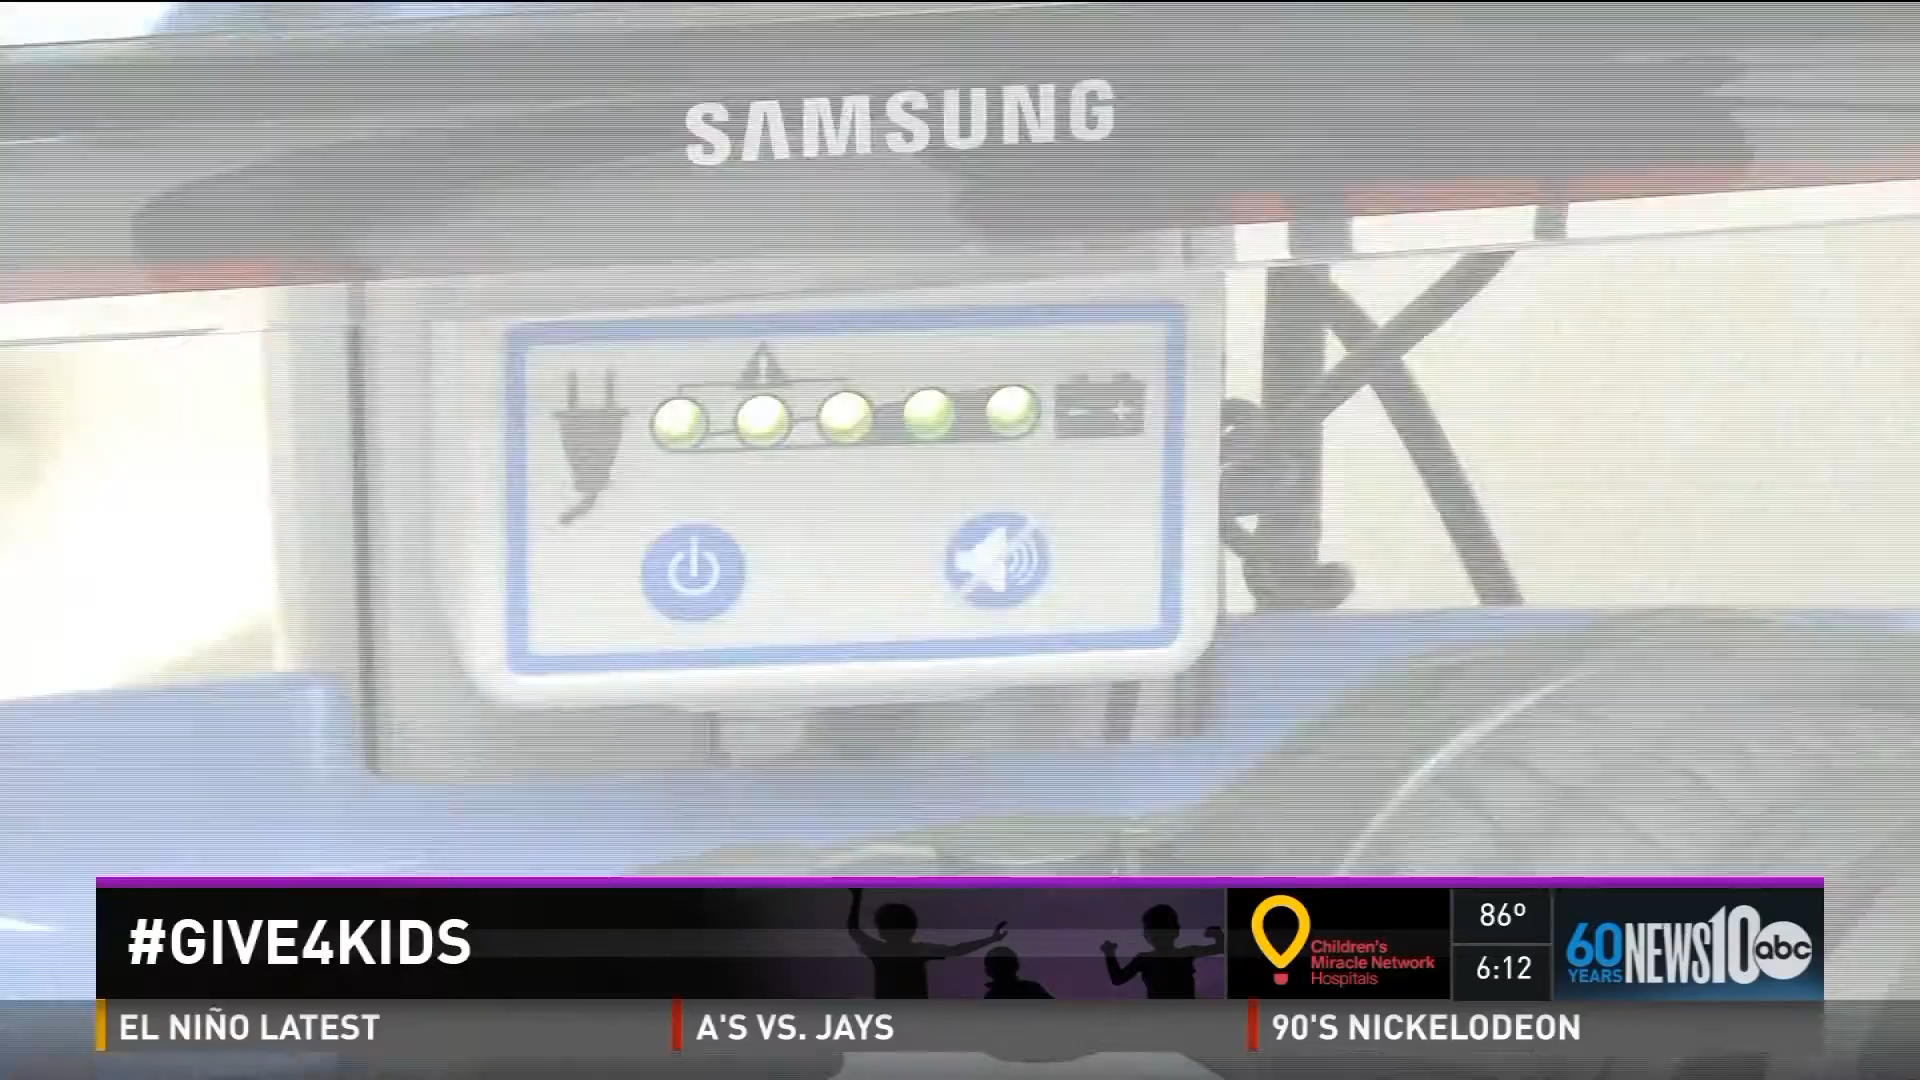 SAMSUNG
#GIVE4KIDS
Children's
Miracle Network
Hospitals
86º
6:12
60
YEARS
NEWS10
abc
EL NIÑO LATEST
A'S VS. JAYS
90'S NICKELODEON